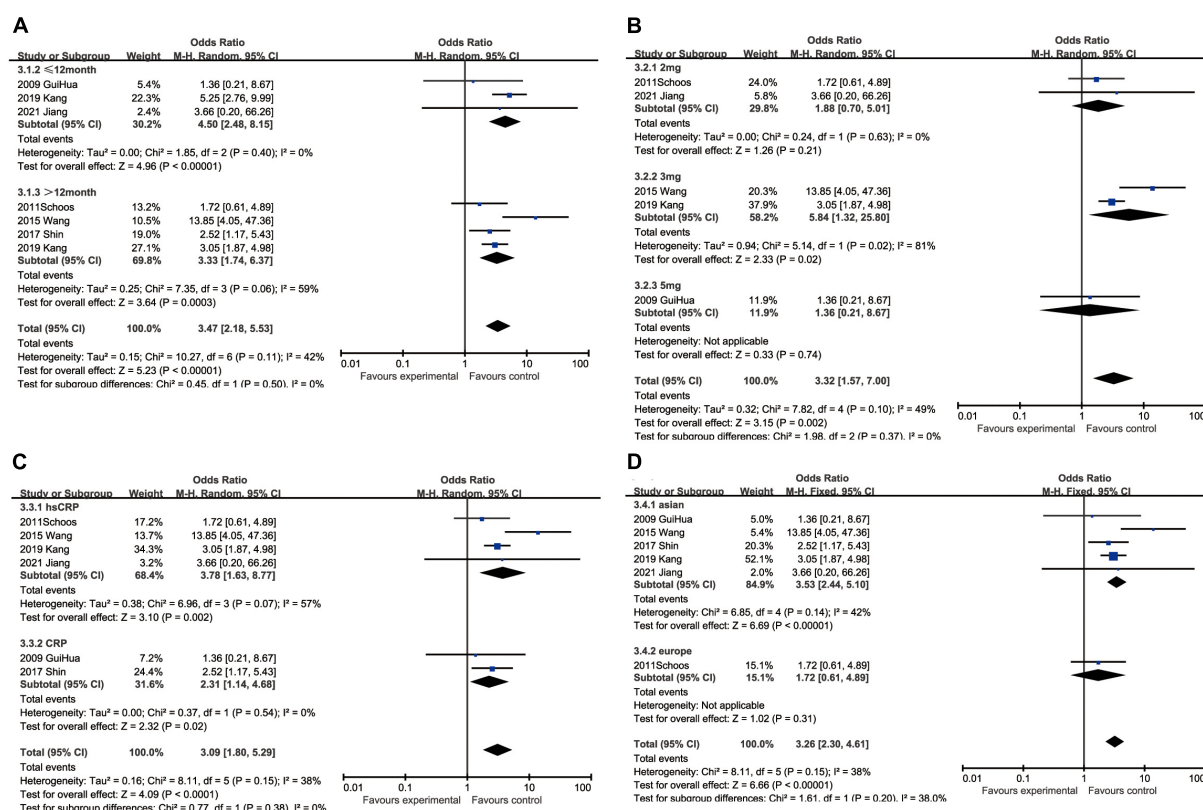 A
Odds Ratio Odds Ratio
Study or Subgroup Weight M-H. Random. 95% CI M-H. Random. 95% CI
3.1.2 ≤12month
2009 GuiHua 5.4% 1.36 [0.21, 8.67]
2019 Kang 22.3% 5.25 [2.76, 9.99]
2021 Jiang 2.4% 3.66 [0.20, 66.26]
Subtotal (95% CI) 30.2% 4.50 [2.48, 8.15]
Total events
Heterogeneity: Tau² = 0.00; Chi² = 1.85, df = 2 (P = 0.40); I² = 0%
Test for overall effect: Z = 4.96 (P < 0.00001)
3.1.3 >12month
2011Schoos 13.2% 1.72 [0.61, 4.89]
2015 Wang 10.5% 13.85 [4.05, 47.36]
2017 Shin 19.0% 2.52 [1.17, 5.43]
2019 Kang 27.1% 3.05 [1.87, 4.98]
Subtotal (95% CI) 69.8% 3.33 [1.74, 6.37]
Total events
Heterogeneity: Tau² = 0.25; Chi² = 7.35, df = 3 (P = 0.06); I² = 59%
Test for overall effect: Z = 3.64 (P = 0.0003)
Total (95% CI) 100.0% 3.47 [2.18, 5.53]
Total events
Heterogeneity: Tau² = 0.15; Chi² = 10.27, df = 6 (P = 0.11); I² = 42%
Test for overall effect: Z = 5.23 (P < 0.00001)
Test for subgroup differences: Chi² = 0.45. df = 1 (P = 0.50). I² = 0%
0.01 0.1 1 10 100
Favours experimental Favours control
B
Odds Ratio Odds Ratio
Study or Subgroup Weight M-H. Random. 95% CI M-H. Random. 95% CI
3.2.1 2mg
2011Schoos 24.0% 1.72 [0.61, 4.89]
2021 Jiang 5.8% 3.66 [0.20, 66.26]
Subtotal (95% CI) 29.8% 1.88 [0.70, 5.01]
Total events
Heterogeneity: Tau² = 0.00; Chi² = 0.24, df = 1 (P = 0.63); I² = 0%
Test for overall effect: Z = 1.26 (P = 0.21)
3.2.2 3mg
2015 Wang 20.3% 13.85 [4.05, 47.36]
2019 Kang 37.9% 3.05 [1.87, 4.98]
Subtotal (95% CI) 58.2% 5.84 [1.32, 25.80]
Total events
Heterogeneity: Tau² = 0.94; Chi² = 5.14, df = 1 (P = 0.02); I² = 81%
Test for overall effect: Z = 2.33 (P = 0.02)
3.2.3 5mg
2009 GuiHua 11.9% 1.36 [0.21, 8.67]
Subtotal (95% CI) 11.9% 1.36 [0.21, 8.67]
Total events
Heterogeneity: Not applicable
Test for overall effect: Z = 0.33 (P = 0.74)
Total (95% CI) 100.0% 3.32 [1.57, 7.00]
Total events
Heterogeneity: Tau² = 0.32; Chi² = 7.82, df = 4 (P = 0.10); I² = 49%
Test for overall effect: Z = 3.15 (P = 0.002)
Test for subgroup differences: Chi² = 1.98. df = 2 (P = 0.37). I² = 0%
0.01 0.1 1 10 100
Favours experimental Favours control
C
Odds Ratio Odds Ratio
Study or Subgroup Weight M-H. Random. 95% CI M-H. Random. 95% CI
3.3.1 hsCRP
2011Schoos 17.2% 1.72 [0.61, 4.89]
2015 Wang 13.7% 13.85 [4.05, 47.36]
2019 Kang 34.3% 3.05 [1.87, 4.98]
2021 Jiang 3.2% 3.66 [0.20, 66.26]
Subtotal (95% CI) 68.4% 3.78 [1.63, 8.77]
Total events
Heterogeneity: Tau² = 0.38; Chi² = 6.96, df = 3 (P = 0.07); I² = 57%
Test for overall effect: Z = 3.10 (P = 0.002)
3.3.2 CRP
2009 GuiHua 7.2% 1.36 [0.21, 8.67]
2017 Shin 24.4% 2.52 [1.17, 5.43]
Subtotal (95% CI) 31.6% 2.31 [1.14, 4.68]
Total events
Heterogeneity: Tau² = 0.00; Chi² = 0.37, df = 1 (P = 0.54); I² = 0%
Test for overall effect: Z = 2.32 (P = 0.02)
Total (95% CI) 100.0% 3.09 [1.80, 5.29]
Total events
Heterogeneity: Tau² = 0.16; Chi² = 8.11, df = 5 (P = 0.15); I² = 38%
Test for overall effect: Z = 4.09 (P < 0.0001)
Test for subgroup differences: Chi² = 0.77. df = 1 (P = 0.38). I² = 0%
0.01 0.1 1 10 100
Favours experimental Favours control
D
Odds Ratio Odds Ratio
Study or Subgroup Weight M-H. Fixed. 95% CI M-H. Fixed. 95% CI
3.4.1 asian
2009 GuiHua 5.0% 1.36 [0.21, 8.67]
2015 Wang 5.4% 13.85 [4.05, 47.36]
2017 Shin 20.3% 2.52 [1.17, 5.43]
2019 Kang 52.1% 3.05 [1.87, 4.98]
2021 Jiang 2.0% 3.66 [0.20, 66.26]
Subtotal (95% CI) 84.9% 3.53 [2.44, 5.10]
Total events
Heterogeneity: Chi² = 6.85, df = 4 (P = 0.14); I² = 42%
Test for overall effect: Z = 6.69 (P < 0.00001)
3.4.2 europe
2011Schoos 15.1% 1.72 [0.61, 4.89]
Subtotal (95% CI) 15.1% 1.72 [0.61, 4.89]
Total events
Heterogeneity: Not applicable
Test for overall effect: Z = 1.02 (P = 0.31)
Total (95% CI) 100.0% 3.26 [2.30, 4.61]
Total events
Heterogeneity: Chi² = 8.11, df = 5 (P = 0.15); I² = 38%
Test for overall effect: Z = 6.66 (P < 0.00001)
Test for subgroup differences: Chi² = 1.61. df = 1 (P = 0.20). I² = 38.0%
0.01 0.1 1 10 100
Favours experimental Favours control